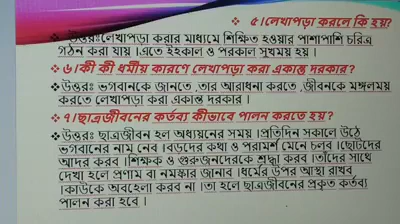 ৫।লেখাপড়া করলে কি হয়?
❖ উত্তরঃলেখাপড়া করার মাধ্যমে শিক্ষিত হওয়ার পাশাপাশি চরিত্র
গঠন করা যায় ।এতে ইহকাল ও পরকাল সুখময় হয় ।
❖ ৬।কী কী ধর্মীয় কারণে লেখাপড়া করা একান্ত দরকার?
❖উত্তরঃ ভগবানকে জানতে ,তার আরাধনা করতে ,জীবনকে মঙ্গলময়
করতে লেখাপড়া করা একান্ত দরকার ।
❖ ৭।ছাত্রজীবনের কর্তব্য কীভাবে পালন করতে হয়?
❖ উত্তরঃ ছাত্রজীবন হল অধ্যায়নের সময় ।প্রতিদিন সকালে উঠে
ভগবানের নাম নেব ।বড়দের কথা ও পরামর্শ মেনে চলব ।ছোটদের
আদর করব ।শিক্ষক ও গুরুজনদেরকে শ্রদ্ধা করব ।তাঁদের সাথে
দেখা হলে প্রণাম বা নমস্কার জানাব ।ধর্মের উপর আস্থা রাখব
।কাউকে অবহেলা করব না ।তা হলে ছাত্রজীবনের প্রকৃত কর্তব্য
পালন করা হবে ।